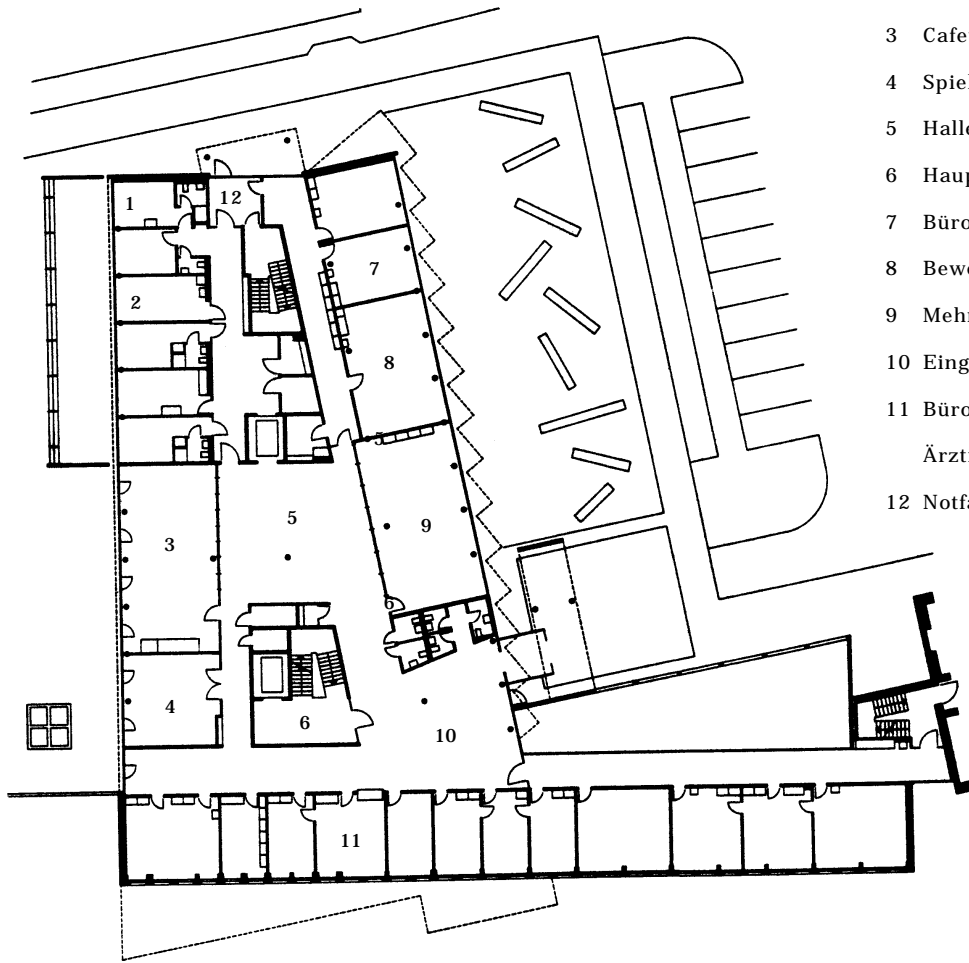 3 Cafe
4 Spiel
5 Halle
6 Haup
7 Büro
8 Bewe
9 Mehr
10 Eing
11 Büro
Ärzti
12 Notfa
1
12
7
2
8
5
3
9
6
4
6
10
11